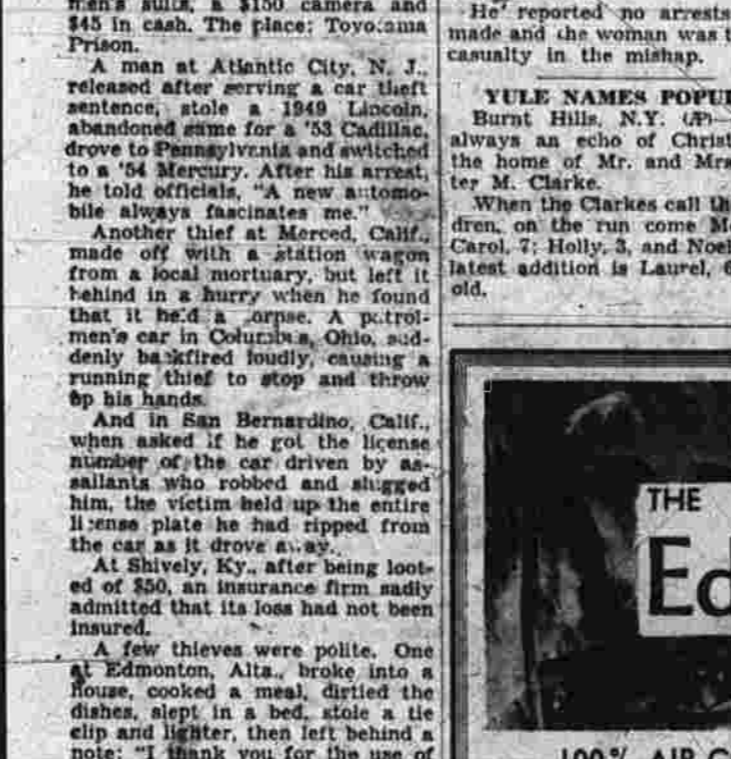 men's suits, a $150 camera and
$45 in cash. The place: Toyotama
Prison.
A man at Atlantic City, N. J.,
released after serving a car theft
sentence, stole a 1949 Lincoln,
abandoned same for a '53 Cadillac,
drove to Pennsylvania and switched
to a '54 Mercury. After his arrest,
he told officials, "A new automo-
bile always fascinates me."
Another thief at Merced, Calif.,
made off with a station wagon
from a local mortuary, but left it
behind in a hurry when he found
that it held a corpse. A patrol-
men's car in Columbus, Ohio, sud-
denly backfired loudly, causing a
running thief to stop and throw
up his hands.
And in San Bernardino, Calif.,
when asked if he got the license
number of the car driven by as-
sailants who robbed and slugged
him, the victim held up the entire
license plate he had ripped from
the car as it drove away.
At Shively, Ky., after being loot-
ed of $50, an insurance firm sadly
admitted that its loss had not been
insured.
A few thieves were polite. One
at Edmonton, Alta., broke into a
house, cooked a meal, dirtied the
dishes, slept in a bed, stole a tie
clip and lighter, then left behind a
note: "I thank you for the use of
He reported no arrests
made and the woman was
casualty in the mishap.
YULE NAMES
Burnt Hills, N.Y. (AP)—
always an echo of
the home of Mr. and
ter M. Clarke.
When the Clarkes call
dren, on the run come
Carol, 7; Holly, 3, and
latest addition is Laurel,
old.
THE
Ed
100% AIR